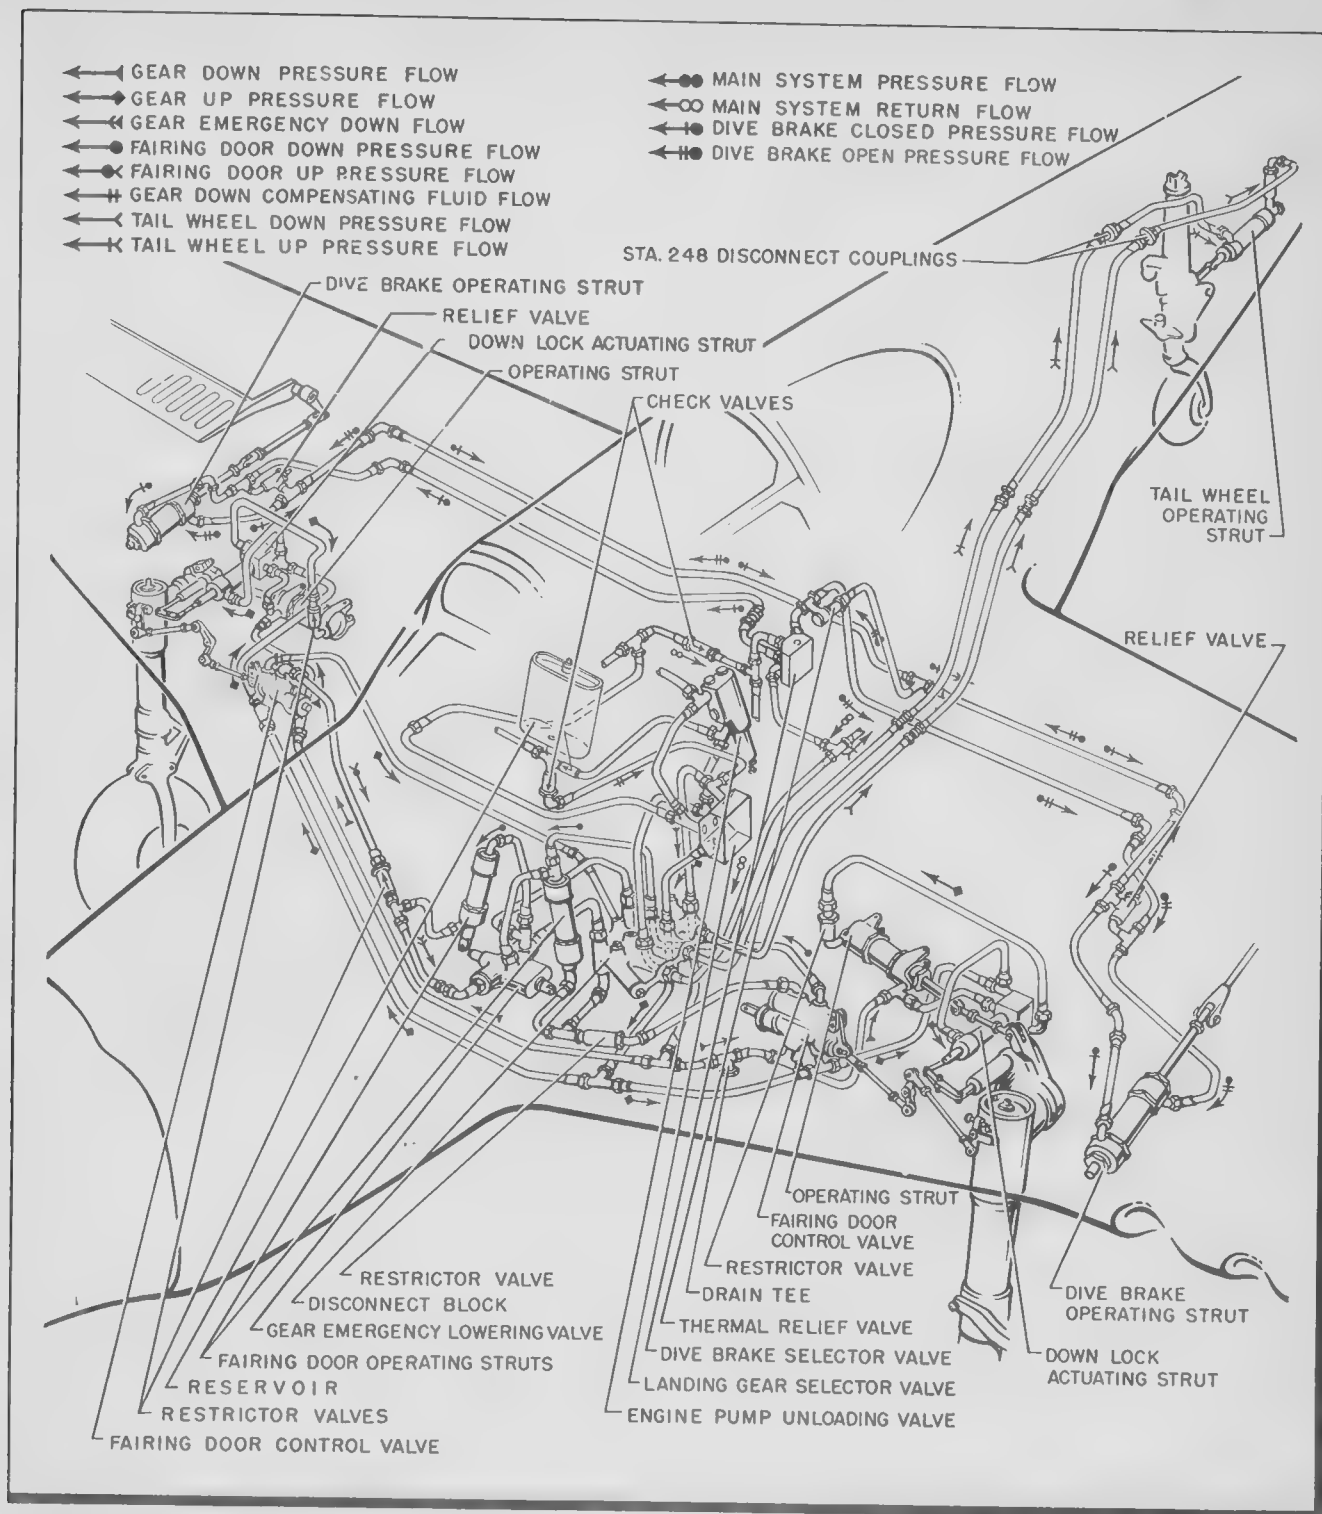 GEAR DOWN PRESSURE FLOW
GEAR UP PRESSURE FLOW
GEAR EMERGENCY DOWN FLOW
FAIRING DOOR DOWN PRESSURE FLOW
FAIRING DOOR UP PRESSURE FLOW
GEAR DOWN COMPENSATING FLUID FLOW
TAIL WHEEL DOWN PRESSURE FLOW
TAIL WHEEL UP PRESSURE FLOW
MAIN SYSTEM PRESSURE FLOW
MAIN SYSTEM RETURN FLOW
DIVE BRAKE CLOSED PRESSURE FLOW
DIVE BRAKE OPEN PRESSURE FLOW
STA. 248 DISCONNECT COUPLINGS
DIVE BRAKE OPERATING STRUT
RELIEF VALVE
DOWN LOCK ACTUATING STRUT
OPERATING STRUT
CHECK VALVES
TAIL WHEEL
OPERATING
STRUT
RELIEF VALVE
OPERATING STRUT
FAIRING DOOR
CONTROL VALVE
RESTRICTOR VALVE
DRAIN TEE
THERMAL RELIEF VALVE
DIVE BRAKE SELECTOR VALVE
LANDING GEAR SELECTOR VALVE
ENGINE PUMP UNLOADING VALVE
DIVE BRAKE
OPERATING STRUT
DOWN LOCK
ACTUATING STRUT
RESTRICTOR VALVE
DISCONNECT BLOCK
GEAR EMERGENCY LOWERING VALVE
FAIRING DOOR OPERATING STRUTS
RESERVOIR
RESTRICTOR VALVES
FAIRING DOOR CONTROL VALVE